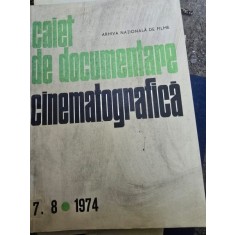 caiet
ARHIVA NAȚIONALĂ DE FILME
de documentare
cinematografică
7. 8 • 1974